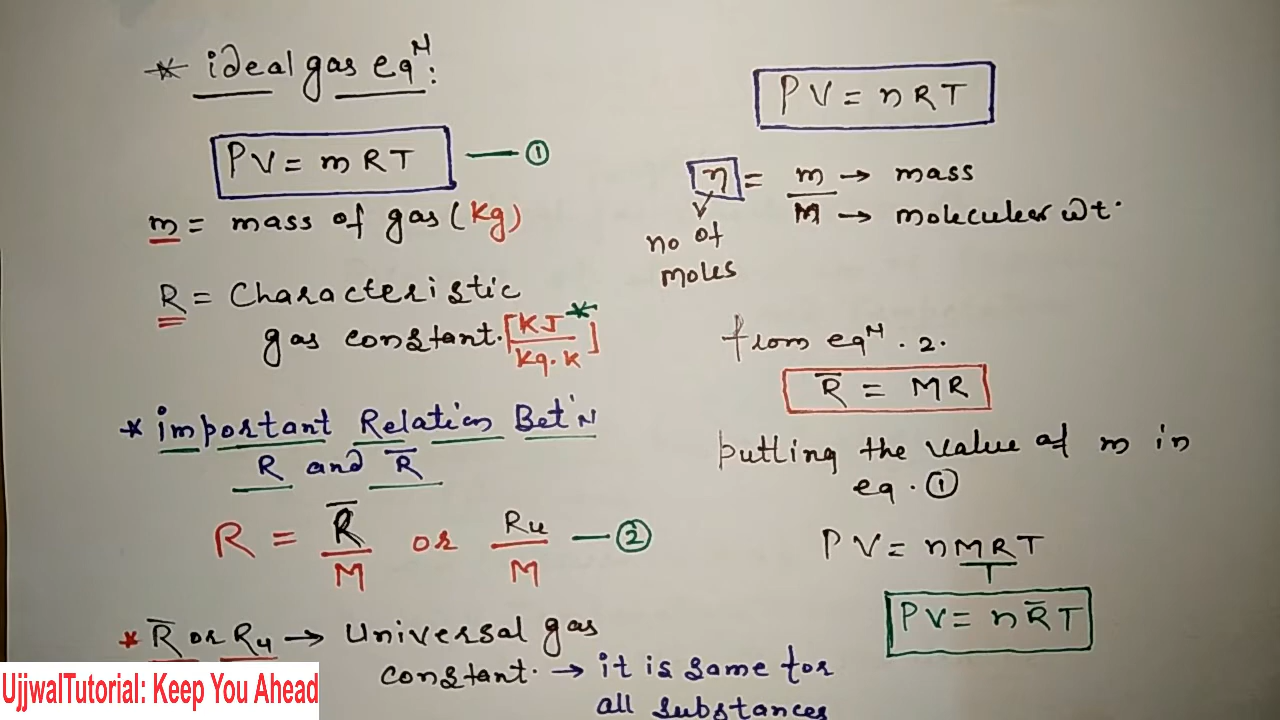 * ideal gas eqᴺ:
PV = mRT — ①
m = mass of gas (Kg)
R = Characteristic
gas constant. [KJ/Kg.K]*
* important Relation Bet'n
R and R̅
R = R̅/M or Ru/M — ②
* R̅ or Ru → Universal gas
constant. → it is same for
all substances
PV = nRT
n = m → mass
M → moleculear wt.
no of
moles
from eqᴺ. 2.
R̅ = MR
putting the value of m in
eq. ①
PV = nMRT
PV = nR̅T
UjjwalTutorial: Keep You Ahead